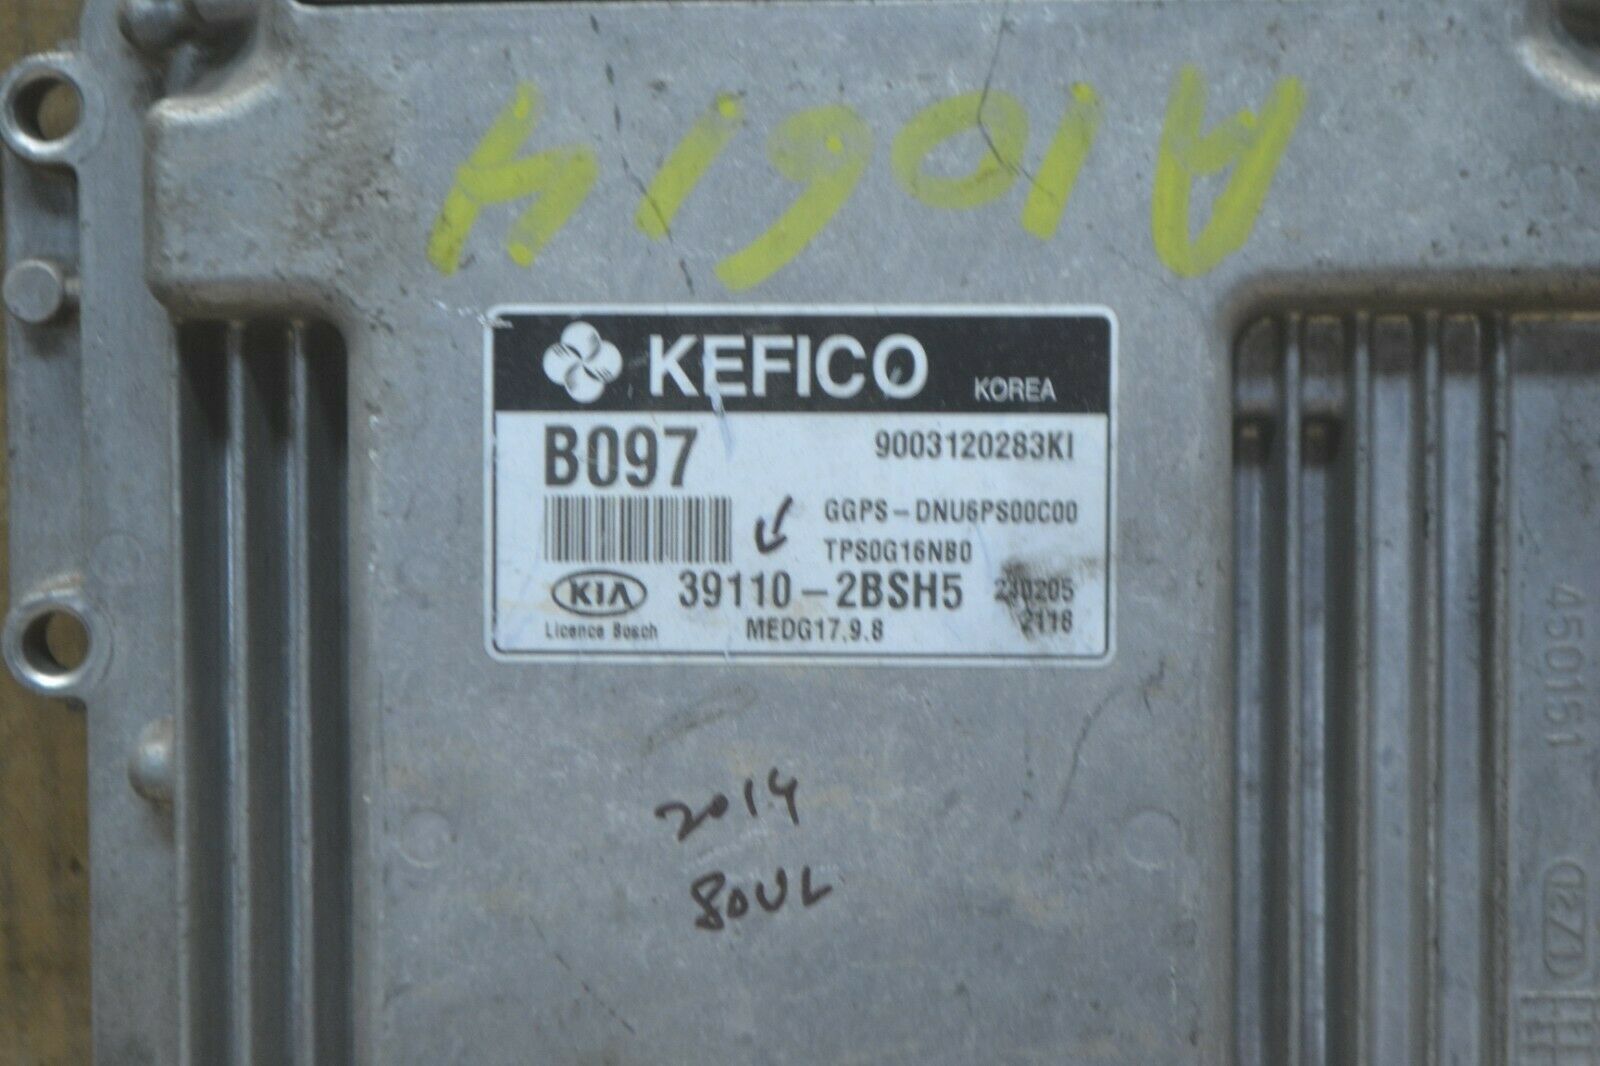 A10614
KEFICO KOREA
B097 9003120283KI
GGPS-DNU6PS00C00
TPS0G16NB0
KIA 39110-2BSH5
Licence Bosch MEDG17.9.8 2118
2014
SOUL
450151